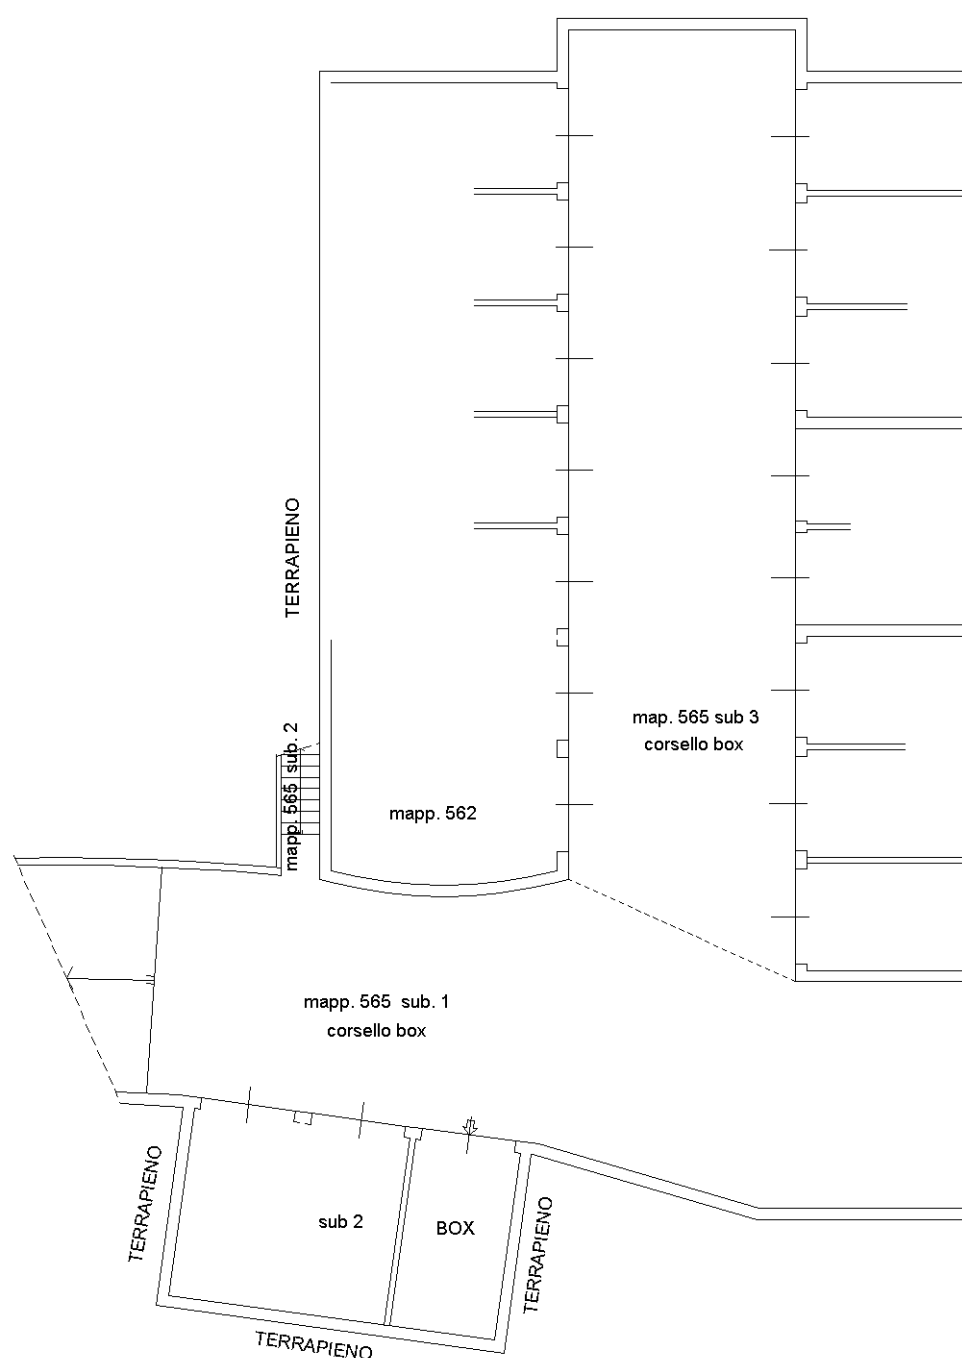 TERRAPIENO
map. 565 sub 3
corsello box
mapp. 565  sub. 2
mapp. 562
mapp. 565  sub. 1
corsello box
TERRAPIENO
sub 2
BOX
TERRAPIENO
TERRAPIENO